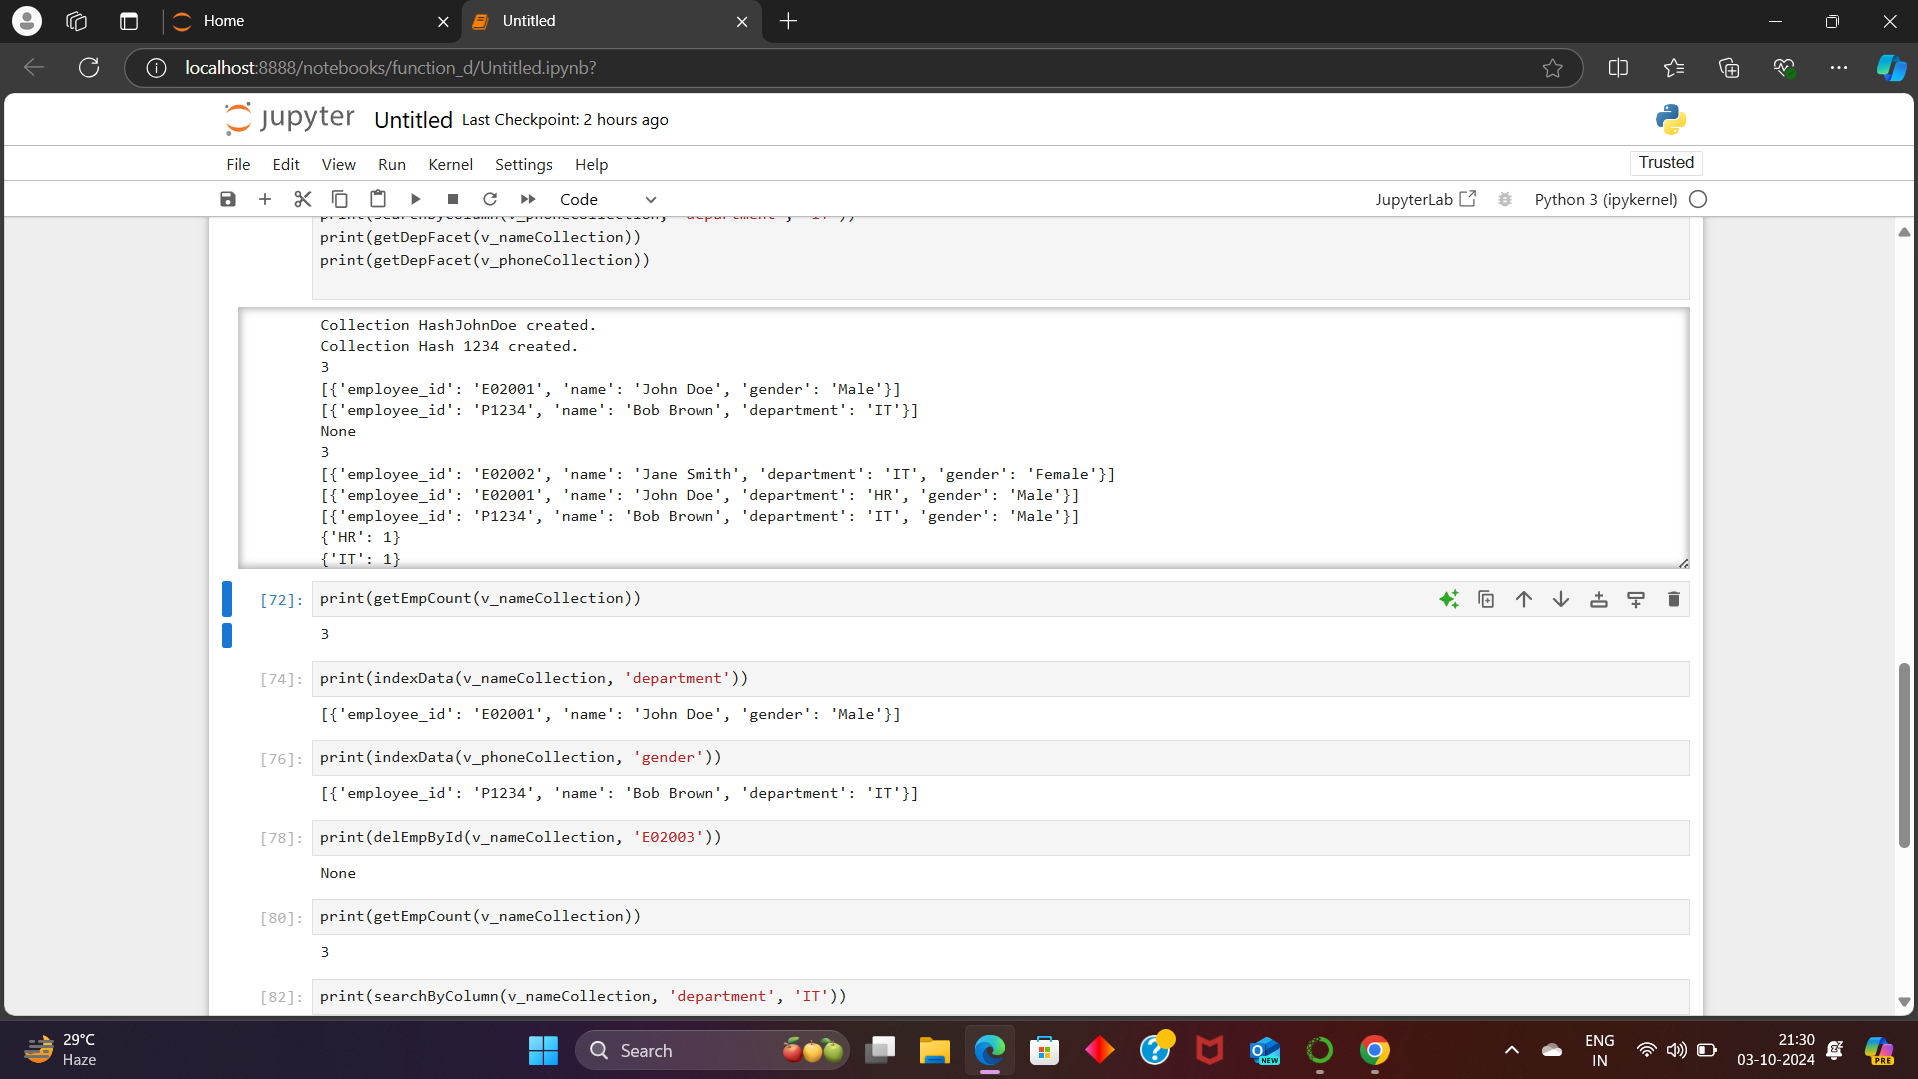 Home
Untitled
localhost:8888/notebooks/function_d/Untitled.ipynb?
jupyter Untitled Last Checkpoint: 2 hours ago
File Edit View Run Kernel Settings Help
Trusted
Code
JupyterLab
Python 3 (ipykernel)
print(searchByColumn(v_phoneCollection, 'department', 'IT'))
print(getDepFacet(v_nameCollection))
print(getDepFacet(v_phoneCollection))
Collection HashJohnDoe created.
Collection Hash 1234 created.
3
[{'employee_id': 'E02001', 'name': 'John Doe', 'gender': 'Male'}]
[{'employee_id': 'P1234', 'name': 'Bob Brown', 'department': 'IT'}]
None
3
[{'employee_id': 'E02002', 'name': 'Jane Smith', 'department': 'IT', 'gender': 'Female'}]
[{'employee_id': 'E02001', 'name': 'John Doe', 'department': 'HR', 'gender': 'Male'}]
[{'employee_id': 'P1234', 'name': 'Bob Brown', 'department': 'IT', 'gender': 'Male'}]
{'HR': 1}
{'IT': 1}
[72]: print(getEmpCount(v_nameCollection))
3
[74]: print(indexData(v_nameCollection, 'department'))
[{'employee_id': 'E02001', 'name': 'John Doe', 'gender': 'Male'}]
[76]: print(indexData(v_phoneCollection, 'gender'))
[{'employee_id': 'P1234', 'name': 'Bob Brown', 'department': 'IT'}]
[78]: print(delEmpById(v_nameCollection, 'E02003'))
None
[80]: print(getEmpCount(v_nameCollection))
3
[82]: print(searchByColumn(v_nameCollection, 'department', 'IT'))
29°C
Haze
Search
NEW
ENG
IN
21:30
03-10-2024
PRE